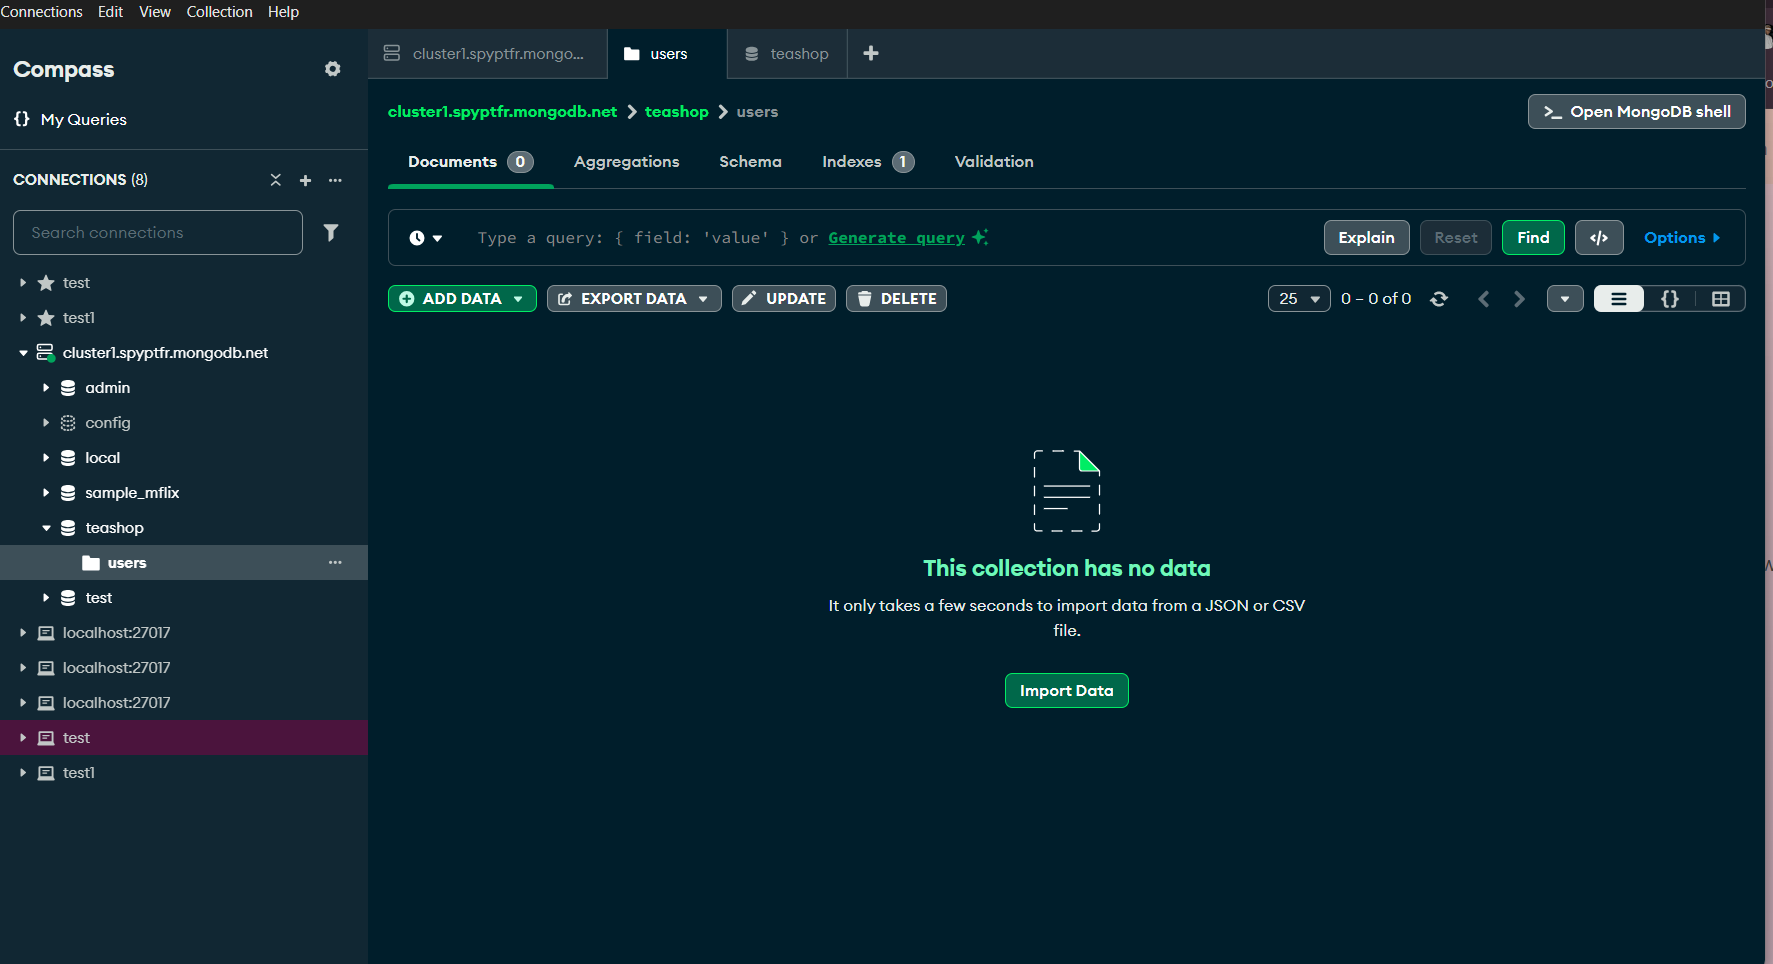 Connections Edit View Collection Help
Compass
My Queries
CONNECTIONS (8)
Search connections
test
test1
cluster1.spyptfr.mongodb.net
admin
config
local
sample_mflix
teashop
users
test
localhost:27017
localhost:27017
localhost:27017
test
test1
cluster1.spyptfr.mongo...
users
teashop
cluster1.spyptfr.mongodb.net > teashop > users
>_ Open MongoDB shell
Documents 0 Aggregations Schema Indexes 1 Validation
Type a query: { field: 'value' } or Generate query
Explain Reset Find </> Options
ADD DATA EXPORT DATA UPDATE DELETE
25 0 – 0 of 0 {}
This collection has no data
It only takes a few seconds to import data from a JSON or CSV
file.
Import Data